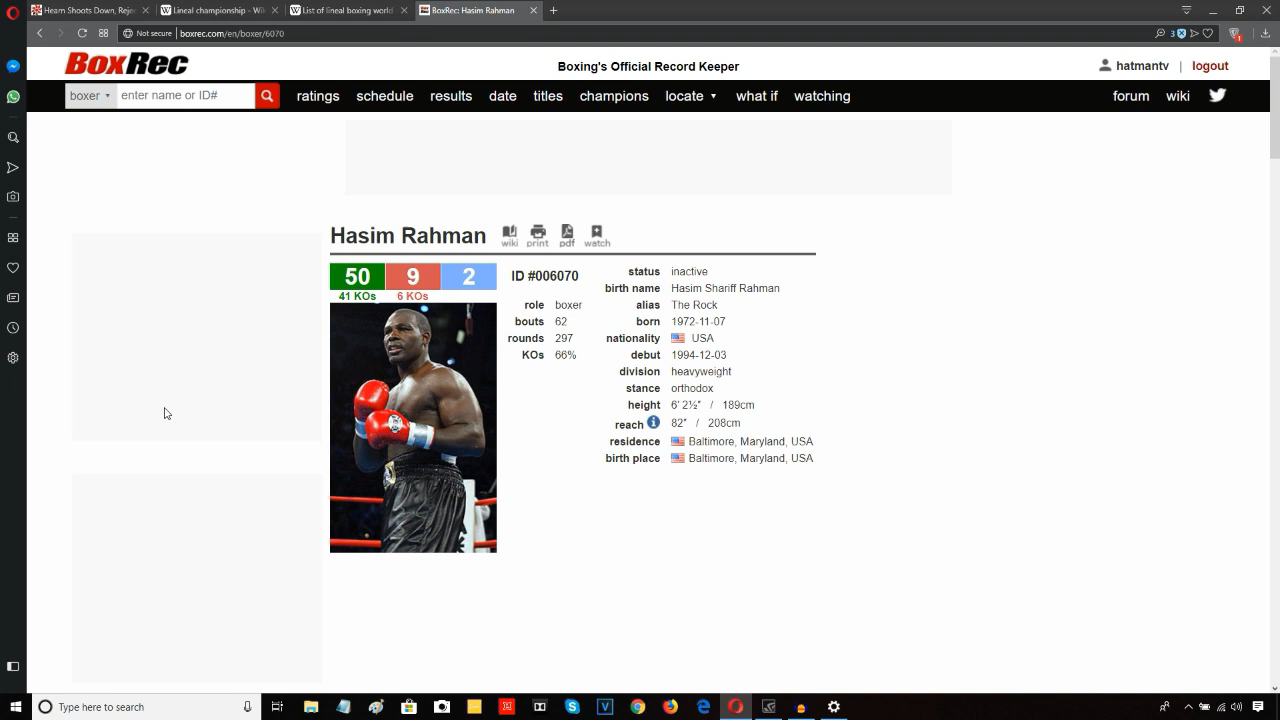 Hearn Shoots Down, Rejec
Lineal championship - Wiki
List of lineal boxing world
BoxRec: Hasim Rahman
Not secure boxrec.com/en/boxer/6070
3
BoxRec
Boxing's Official Record Keeper
hatmantv | logout
boxer enter name or ID#
ratings schedule results date titles champions locate what if watching
forum wiki
Hasim Rahman
wiki print pdf watch
50 9 2
41 KOs 6 KOs
ID #006070
role boxer
bouts 62
rounds 297
KOs 66%
status inactive
birth name Hasim Shariff Rahman
alias The Rock
born 1972-11-07
nationality USA
debut 1994-12-03
division heavyweight
stance orthodox
height 6′ 2½″ / 189cm
reach 82″ / 208cm
residence Baltimore, Maryland, USA
birth place Baltimore, Maryland, USA
Type here to search